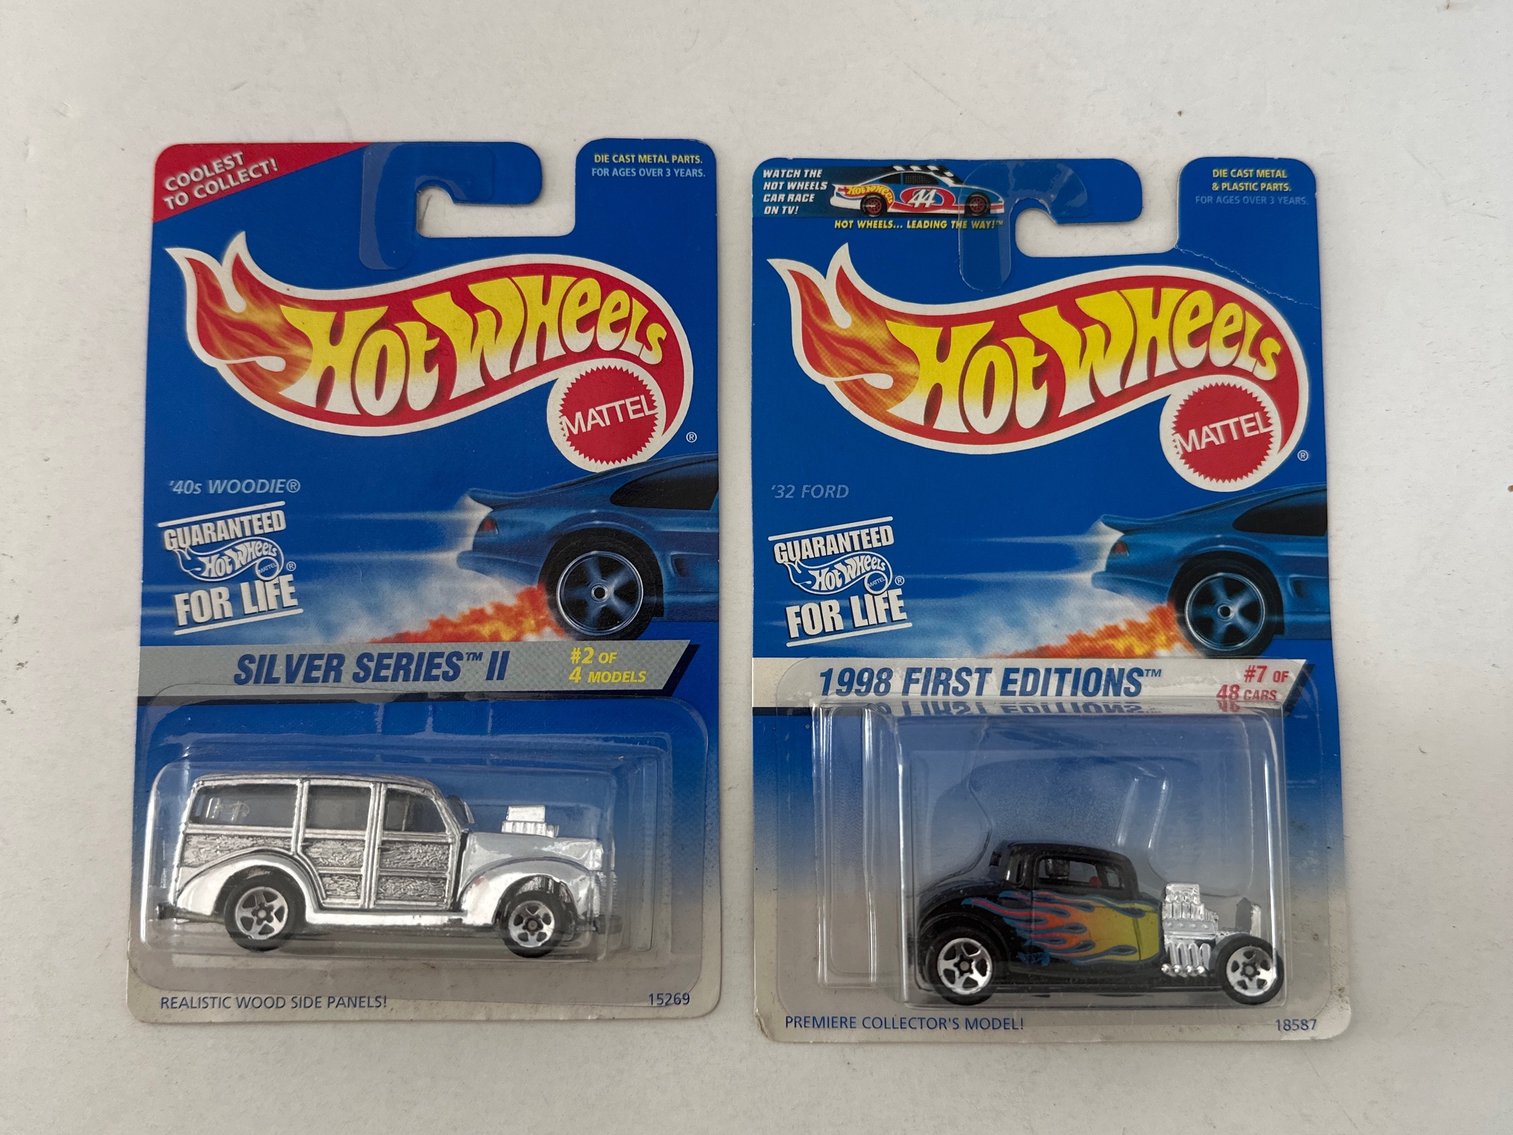 COOLEST
TO COLLECT!
DIE CAST METAL PARTS.
FOR AGES OVER 3 YEARS.
HOT WHEELS
MATTEL
®
'40s WOODIE®
GUARANTEED
HOT WHEELS
MATTEL
®
FOR LIFE
SILVER SERIES™ II
#2 OF
4 MODELS
REALISTIC WOOD SIDE PANELS!
15269
WATCH THE
HOT WHEELS
CAR RACE
ON TV!
HOT WHEELS
44
HOT WHEELS... LEADING THE WAY!™
DIE CAST METAL
& PLASTIC PARTS.
FOR AGES OVER 3 YEARS.
HOT WHEELS
MATTEL
®
'32 FORD
GUARANTEED
HOT WHEELS
MATTEL
®
FOR LIFE
1998 FIRST EDITIONS™
#7 OF
48 CARS
PREMIERE COLLECTOR'S MODEL!
18587